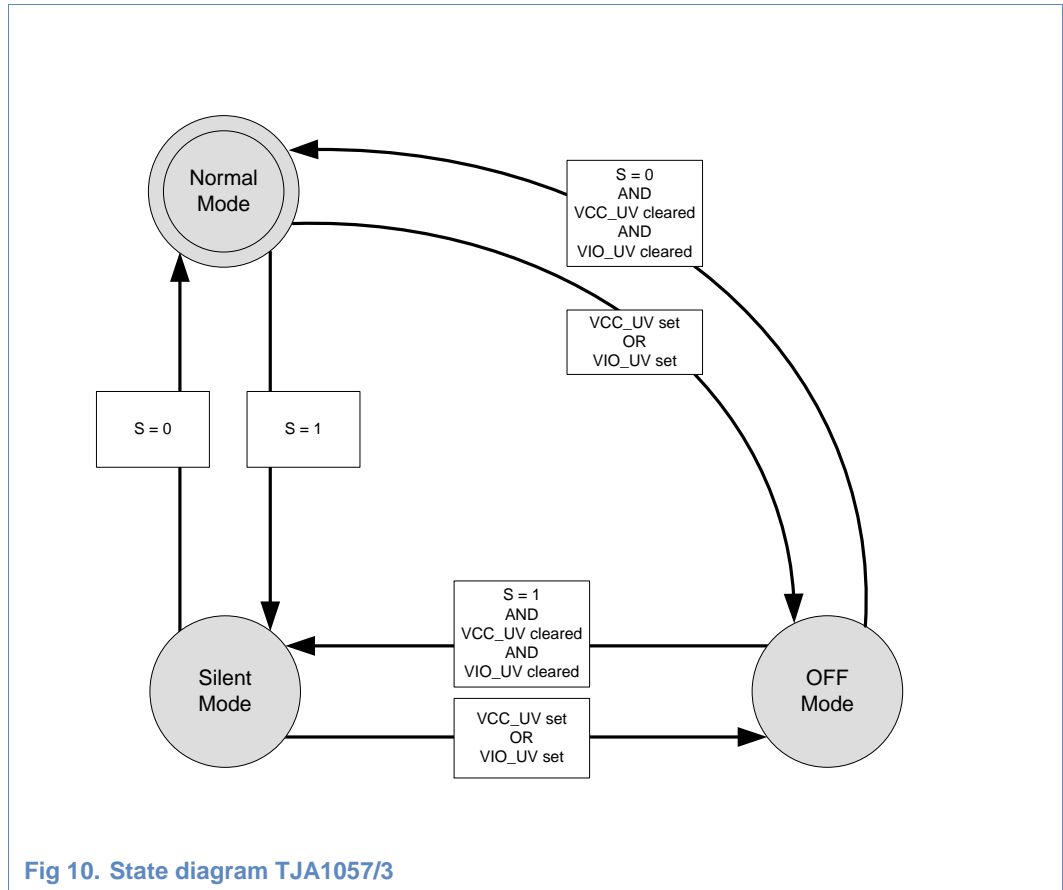 Normal
Mode
S = 0
AND
VCC_UV cleared
AND
VIO_UV cleared
VCC_UV set
OR
VIO_UV set
S = 0
S = 1
S = 1
AND
VCC_UV cleared
AND
VIO_UV cleared
Silent
Mode
OFF
Mode
VCC_UV set
OR
VIO_UV set
Fig 10. State diagram TJA1057/3